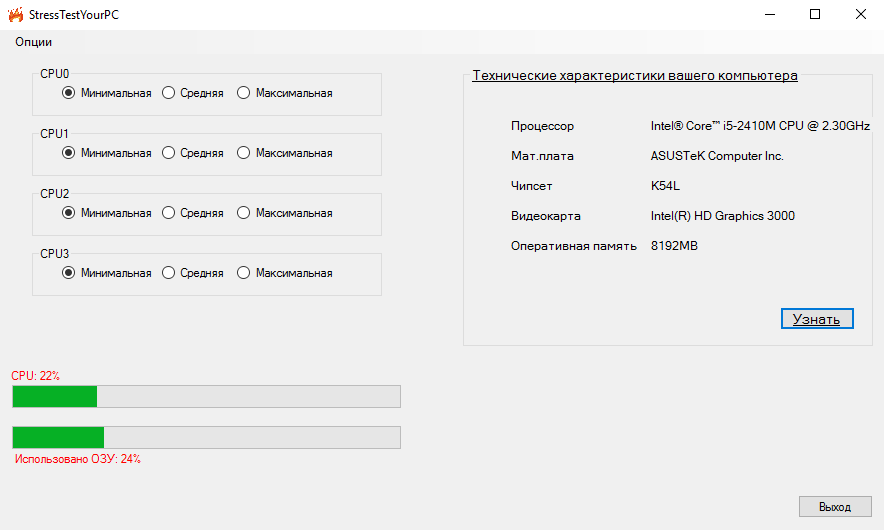 StressTestYourPC
Опции
CPU0
Минимальная Средняя Максимальная
CPU1
Минимальная Средняя Максимальная
CPU2
Минимальная Средняя Максимальная
CPU3
Минимальная Средняя Максимальная
Технические характеристики вашего компьютера
Процессор Intel® Core™ i5-2410M CPU @ 2.30GHz
Мат.плата ASUSTeK Computer Inc.
Чипсет K54L
Видеокарта Intel(R) HD Graphics 3000
Оперативная память 8192MB
Узнать
CPU: 22%
Использовано ОЗУ: 24%
Выход